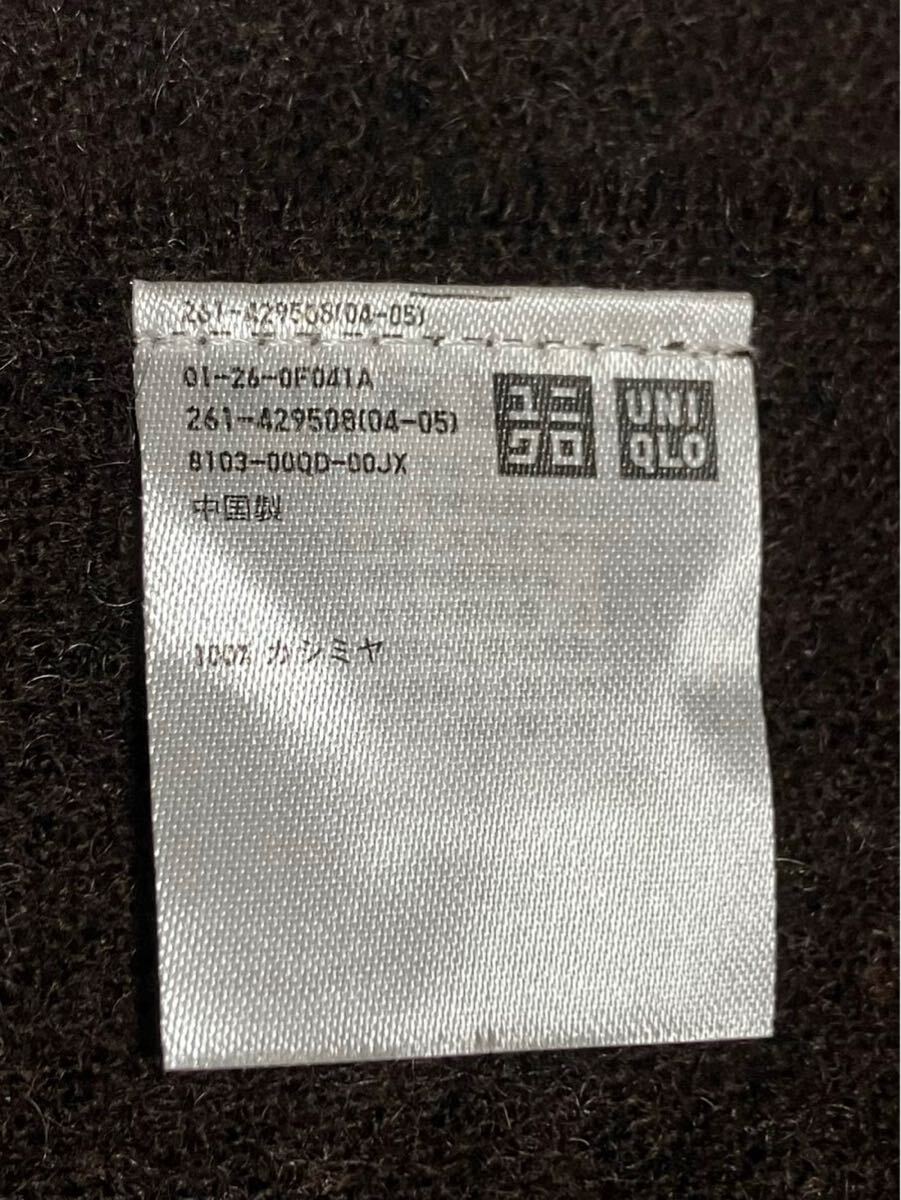 261-429508(04-05)
01-26-0F041A
261-429508(04-05)
8103-00QD-00JX
ユニ
クロ
UNI
QLO
中国製
100% カシミヤ